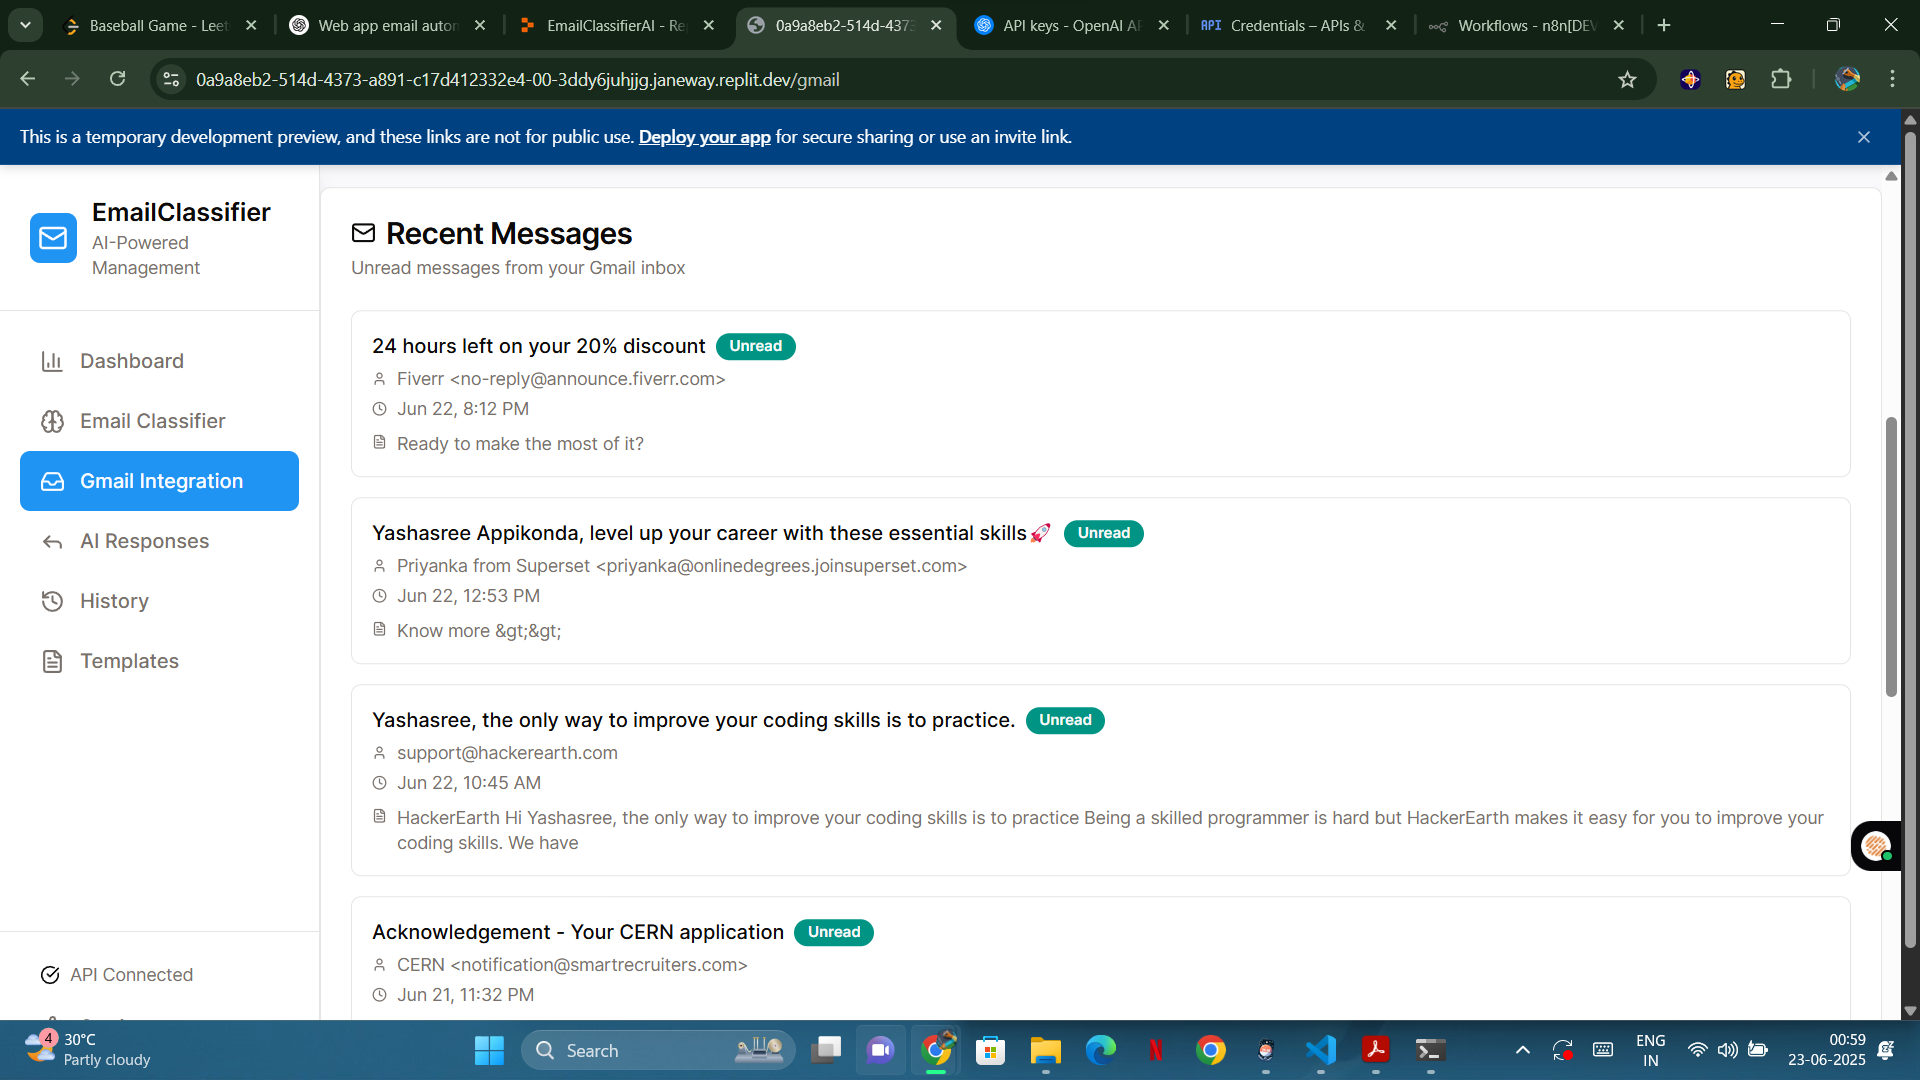 Baseball Game - Leet
Web app email autom
EmailClassifierAI - Re
0a9a8eb2-514d-4373
API keys - OpenAI AP
API Credentials – APIs &
Workflows - n8n[DEV
0a9a8eb2-514d-4373-a891-c17d412332e4-00-3ddy6juhjjg.janeway.replit.dev/gmail
This is a temporary development preview, and these links are not for public use. Deploy your app for secure sharing or use an invite link.
EmailClassifier
AI-Powered
Management
Dashboard
Email Classifier
Gmail Integration
AI Responses
History
Templates
API Connected
Recent Messages
Unread messages from your Gmail inbox
24 hours left on your 20% discount Unread
Fiverr <no-reply@announce.fiverr.com>
Jun 22, 8:12 PM
Ready to make the most of it?
Yashasree Appikonda, level up your career with these essential skills🚀 Unread
Priyanka from Superset <priyanka@onlinedegrees.joinsuperset.com>
Jun 22, 12:53 PM
Know more &gt;&gt;
Yashasree, the only way to improve your coding skills is to practice. Unread
support@hackerearth.com
Jun 22, 10:45 AM
HackerEarth Hi Yashasree, the only way to improve your coding skills is to practice Being a skilled programmer is hard but HackerEarth makes it easy for you to improve your
coding skills. We have
Acknowledgement - Your CERN application Unread
CERN <notification@smartrecruiters.com>
Jun 21, 11:32 PM
4
30°C
Partly cloudy
Search
ENG
IN
00:59
23-06-2025